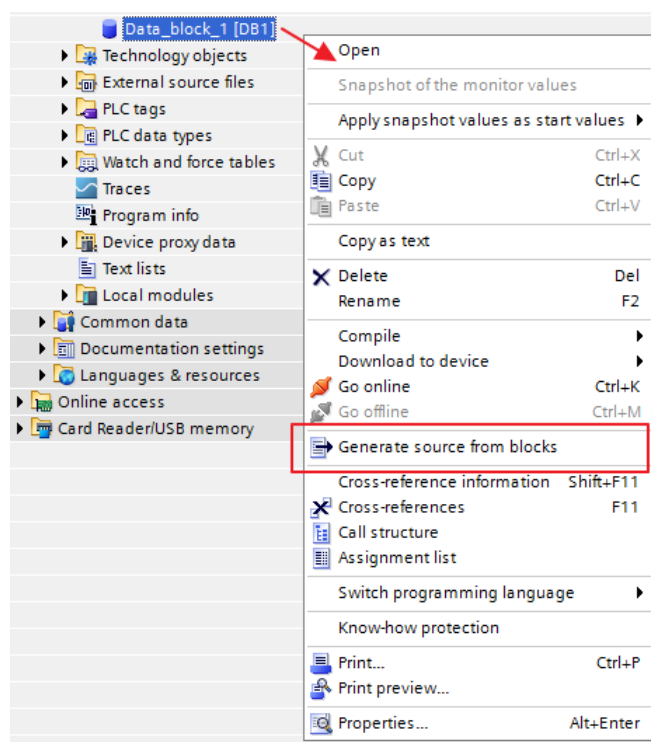 Data_block_1 [DB1]
Technology objects
External source files
PLC tags
PLC data types
Watch and force tables
Traces
Program info
Device proxy data
Text lists
Local modules
Common data
Documentation settings
Languages & resources
Online access
Card Reader/USB memory
Open
Snapshot of the monitor values
Apply snapshot values as start values
Cut Ctrl+X
Copy Ctrl+C
Paste Ctrl+V
Copy as text
Delete Del
Rename F2
Compile
Download to device
Go online Ctrl+K
Go offline Ctrl+M
Generate source from blocks
Cross-reference information Shift+F11
Cross-references F11
Call structure
Assignment list
Switch programming language
Know-how protection
Print... Ctrl+P
Print preview...
Properties... Alt+Enter